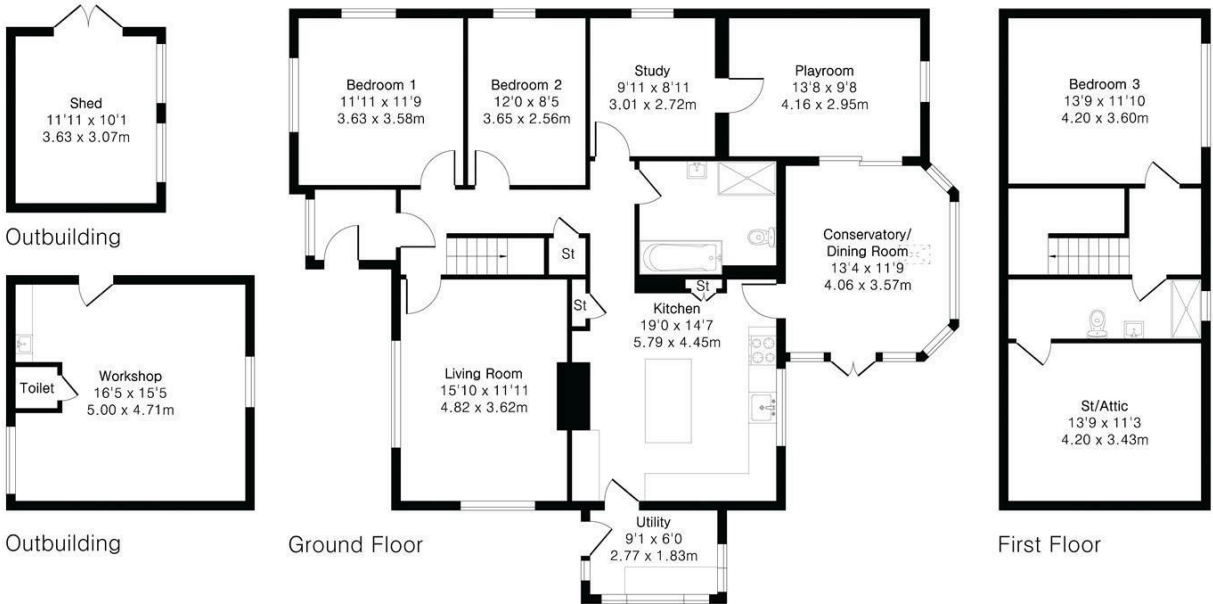 Shed
11'11 x 10'1
3.63 x 3.07m
Outbuilding
Toilet
Workshop
16'5 x 15'5
5.00 x 4.71m
Outbuilding
Bedroom 1
11'11 x 11'9
3.63 x 3.58m
Bedroom 2
12'0 x 8'5
3.65 x 2.56m
Study
9'11 x 8'11
3.01 x 2.72m
Playroom
13'8 x 9'8
4.16 x 2.95m
Conservatory/
Dining Room
13'4 x 11'9
4.06 x 3.57m
St
St
St
Kitchen
19'0 x 14'7
5.79 x 4.45m
Living Room
15'10 x 11'11
4.82 x 3.62m
Utility
9'1 x 6'0
2.77 x 1.83m
Ground Floor
Bedroom 3
13'9 x 11'10
4.20 x 3.60m
St/Attic
13'9 x 11'3
4.20 x 3.43m
First Floor